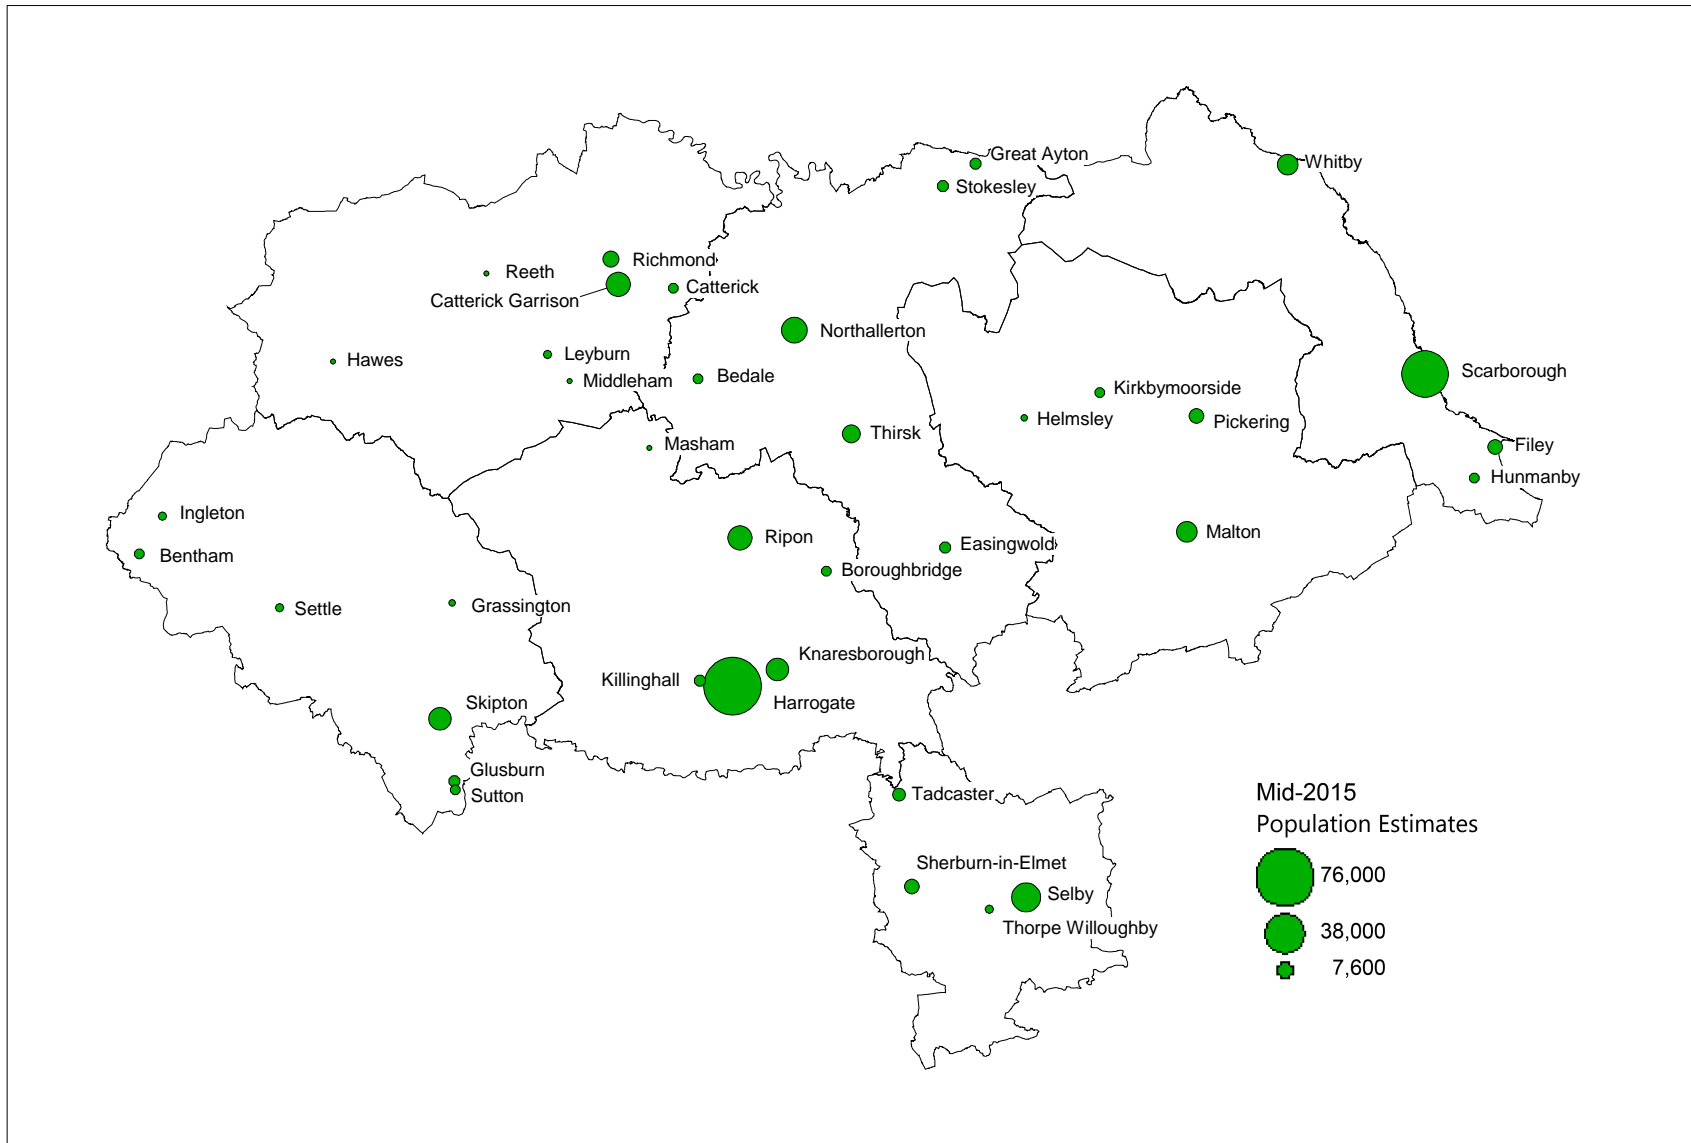 Great Ayton
Whitby
Stokesley
Richmond
Reeth
Catterick
Catterick Garrison
Northallerton
Leyburn
Hawes
Scarborough
Bedale
Middleham
Kirkbymoorside
Helmsley
Pickering
Thirsk
Masham
Filey
Hunmanby
Ingleton
Malton
Ripon
Easingwold
Bentham
Boroughbridge
Settle
Grassington
Knaresborough
Killinghall
Harrogate
Skipton
Glusburn
Sutton
Tadcaster
Mid-2015
Population Estimates
76,000
38,000
7,600
Sherburn-in-Elmet
Selby
Thorpe Willoughby